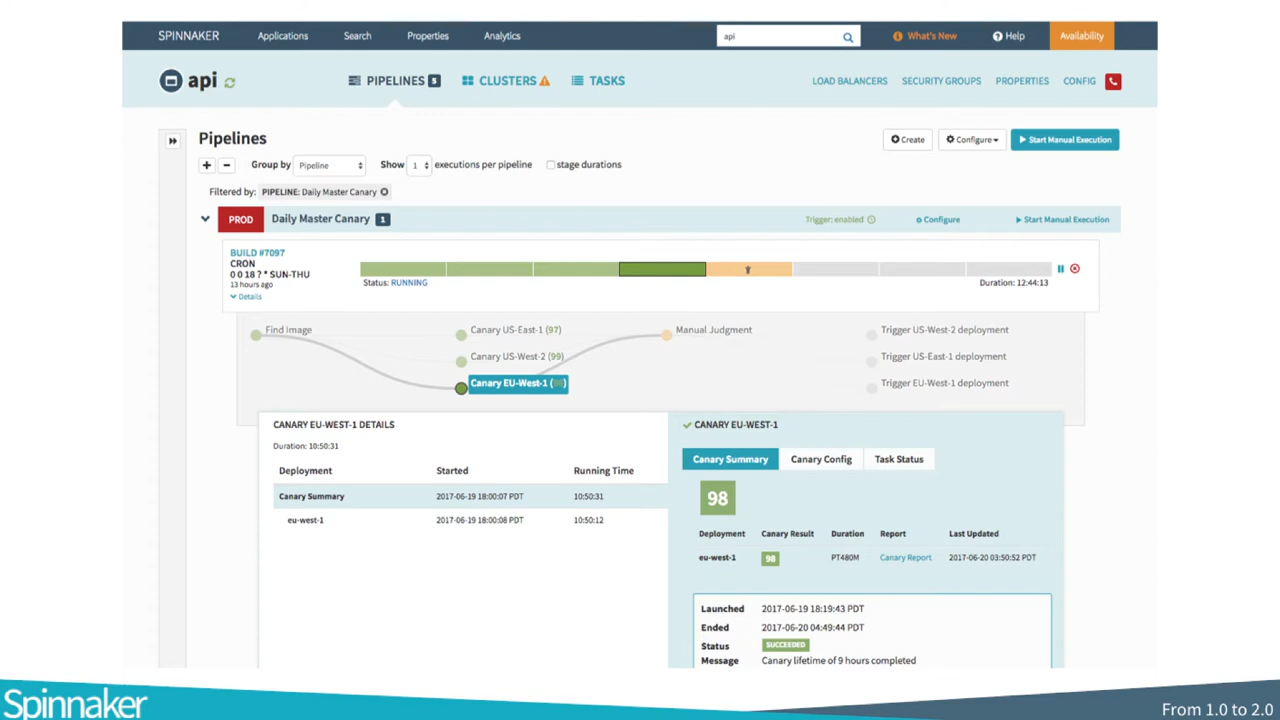 SPINNAKER Applications Search Properties Analytics api What's New Help Availability
api PIPELINES 5 CLUSTERS TASKS LOAD BALANCERS SECURITY GROUPS PROPERTIES CONFIG
Pipelines Create Configure Start Manual Execution
Group by Pipeline Show 1 executions per pipeline stage durations
Filtered by: PIPELINE: Daily Master Canary
PROD Daily Master Canary 1 Trigger: enabled Configure Start Manual Execution
BUILD #7097
CRON
0 0 18 ? * SUN-THU
13 hours ago
Status: RUNNING Duration: 12:44:13
Details
Find Image Canary US-East-1 (97) Manual Judgment Trigger US-West-2 deployment
Canary US-West-2 (99) Trigger US-East-1 deployment
Canary EU-West-1 Trigger EU-West-1 deployment
CANARY EU-WEST-1 DETAILS CANARY EU-WEST-1
Duration: 10:50:31
Canary Summary Canary Config Task Status
Deployment Started Running Time
Canary Summary 2017-06-19 18:00:07 PDT 10:50:31
98
eu-west-1 2017-06-19 18:00:08 PDT 10:50:12
Deployment Canary Result Duration Report Last Updated
eu-west-1 98 PT480M Canary Report 2017-06-20 03:50:52 PDT
Launched 2017-06-19 18:19:43 PDT
Ended 2017-06-20 04:49:44 PDT
Status SUCCEEDED
Message Canary lifetime of 9 hours completed
Spinnaker From 1.0 to 2.0